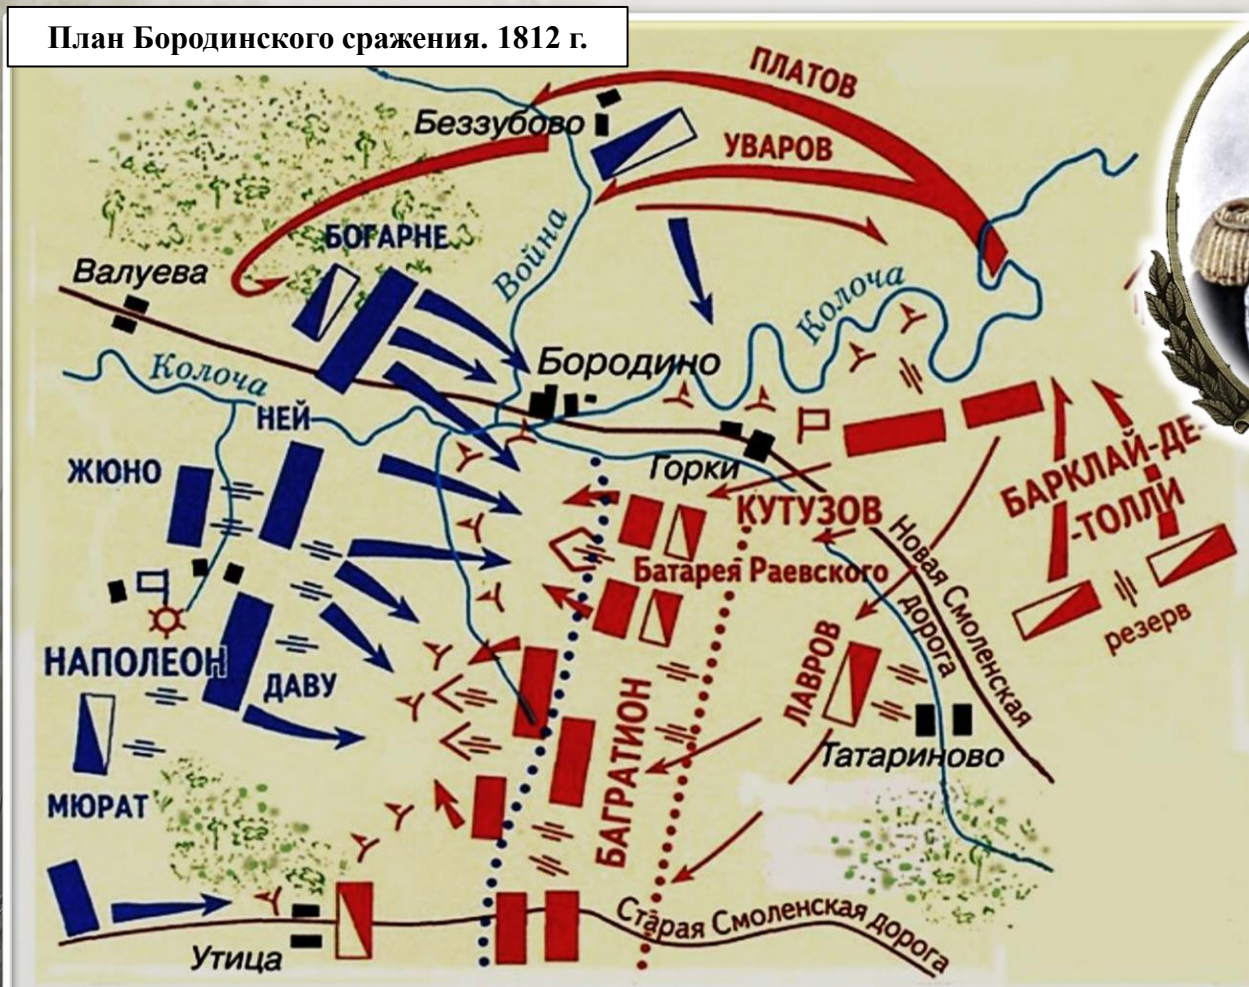 План Бородинского сражения. 1812 г.
ПЛАТОВ
Беззубово
УВАРОВ
БОГАРНЕ
Война
Валуева
Колоча
Колоча
Бородино
НЕЙ
ЖЮНО
Горки
БАРКЛАЙ-ДЕ-
-ТОЛЛИ
КУТУЗОВ
Новая Смоленская
дорога
Батарея Раевского
резерв
НАПОЛЕОН
ДАВУ
БАГРАТИОН
ЛАВРОВ
Татариново
МЮРАТ
Старая Смоленская дорога
Утица